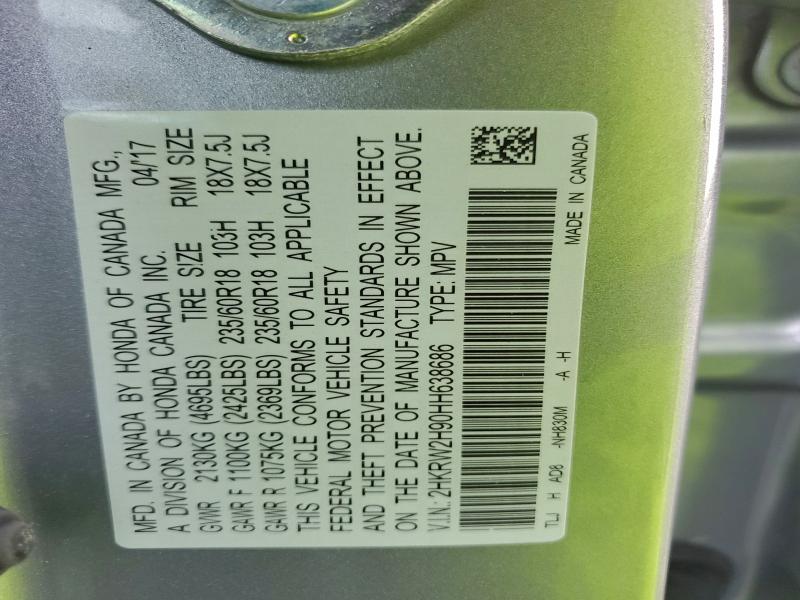 MFD. IN CANADA BY HONDA OF CANADA MFG.,
A DIVISION OF HONDA CANADA INC. 04/17
GVWR 2130KG (4695LBS) TIRE SIZE RIM SIZE
GAWR F 1100KG (2425LBS) 235/60R18 103H 18X7.5J
GAWR R 1075KG (2369LBS) 235/60R18 103H 18X7.5J
THIS VEHICLE CONFORMS TO ALL APPLICABLE
FEDERAL MOTOR VEHICLE SAFETY
AND THEFT PREVENTION STANDARDS IN EFFECT
ON THE DATE OF MANUFACTURE SHOWN ABOVE.
V.I.N.: 2HKRW2H90HH638686 TYPE: MPV
TLJ H AD8 -NH830M -A -H MADE IN CANADA